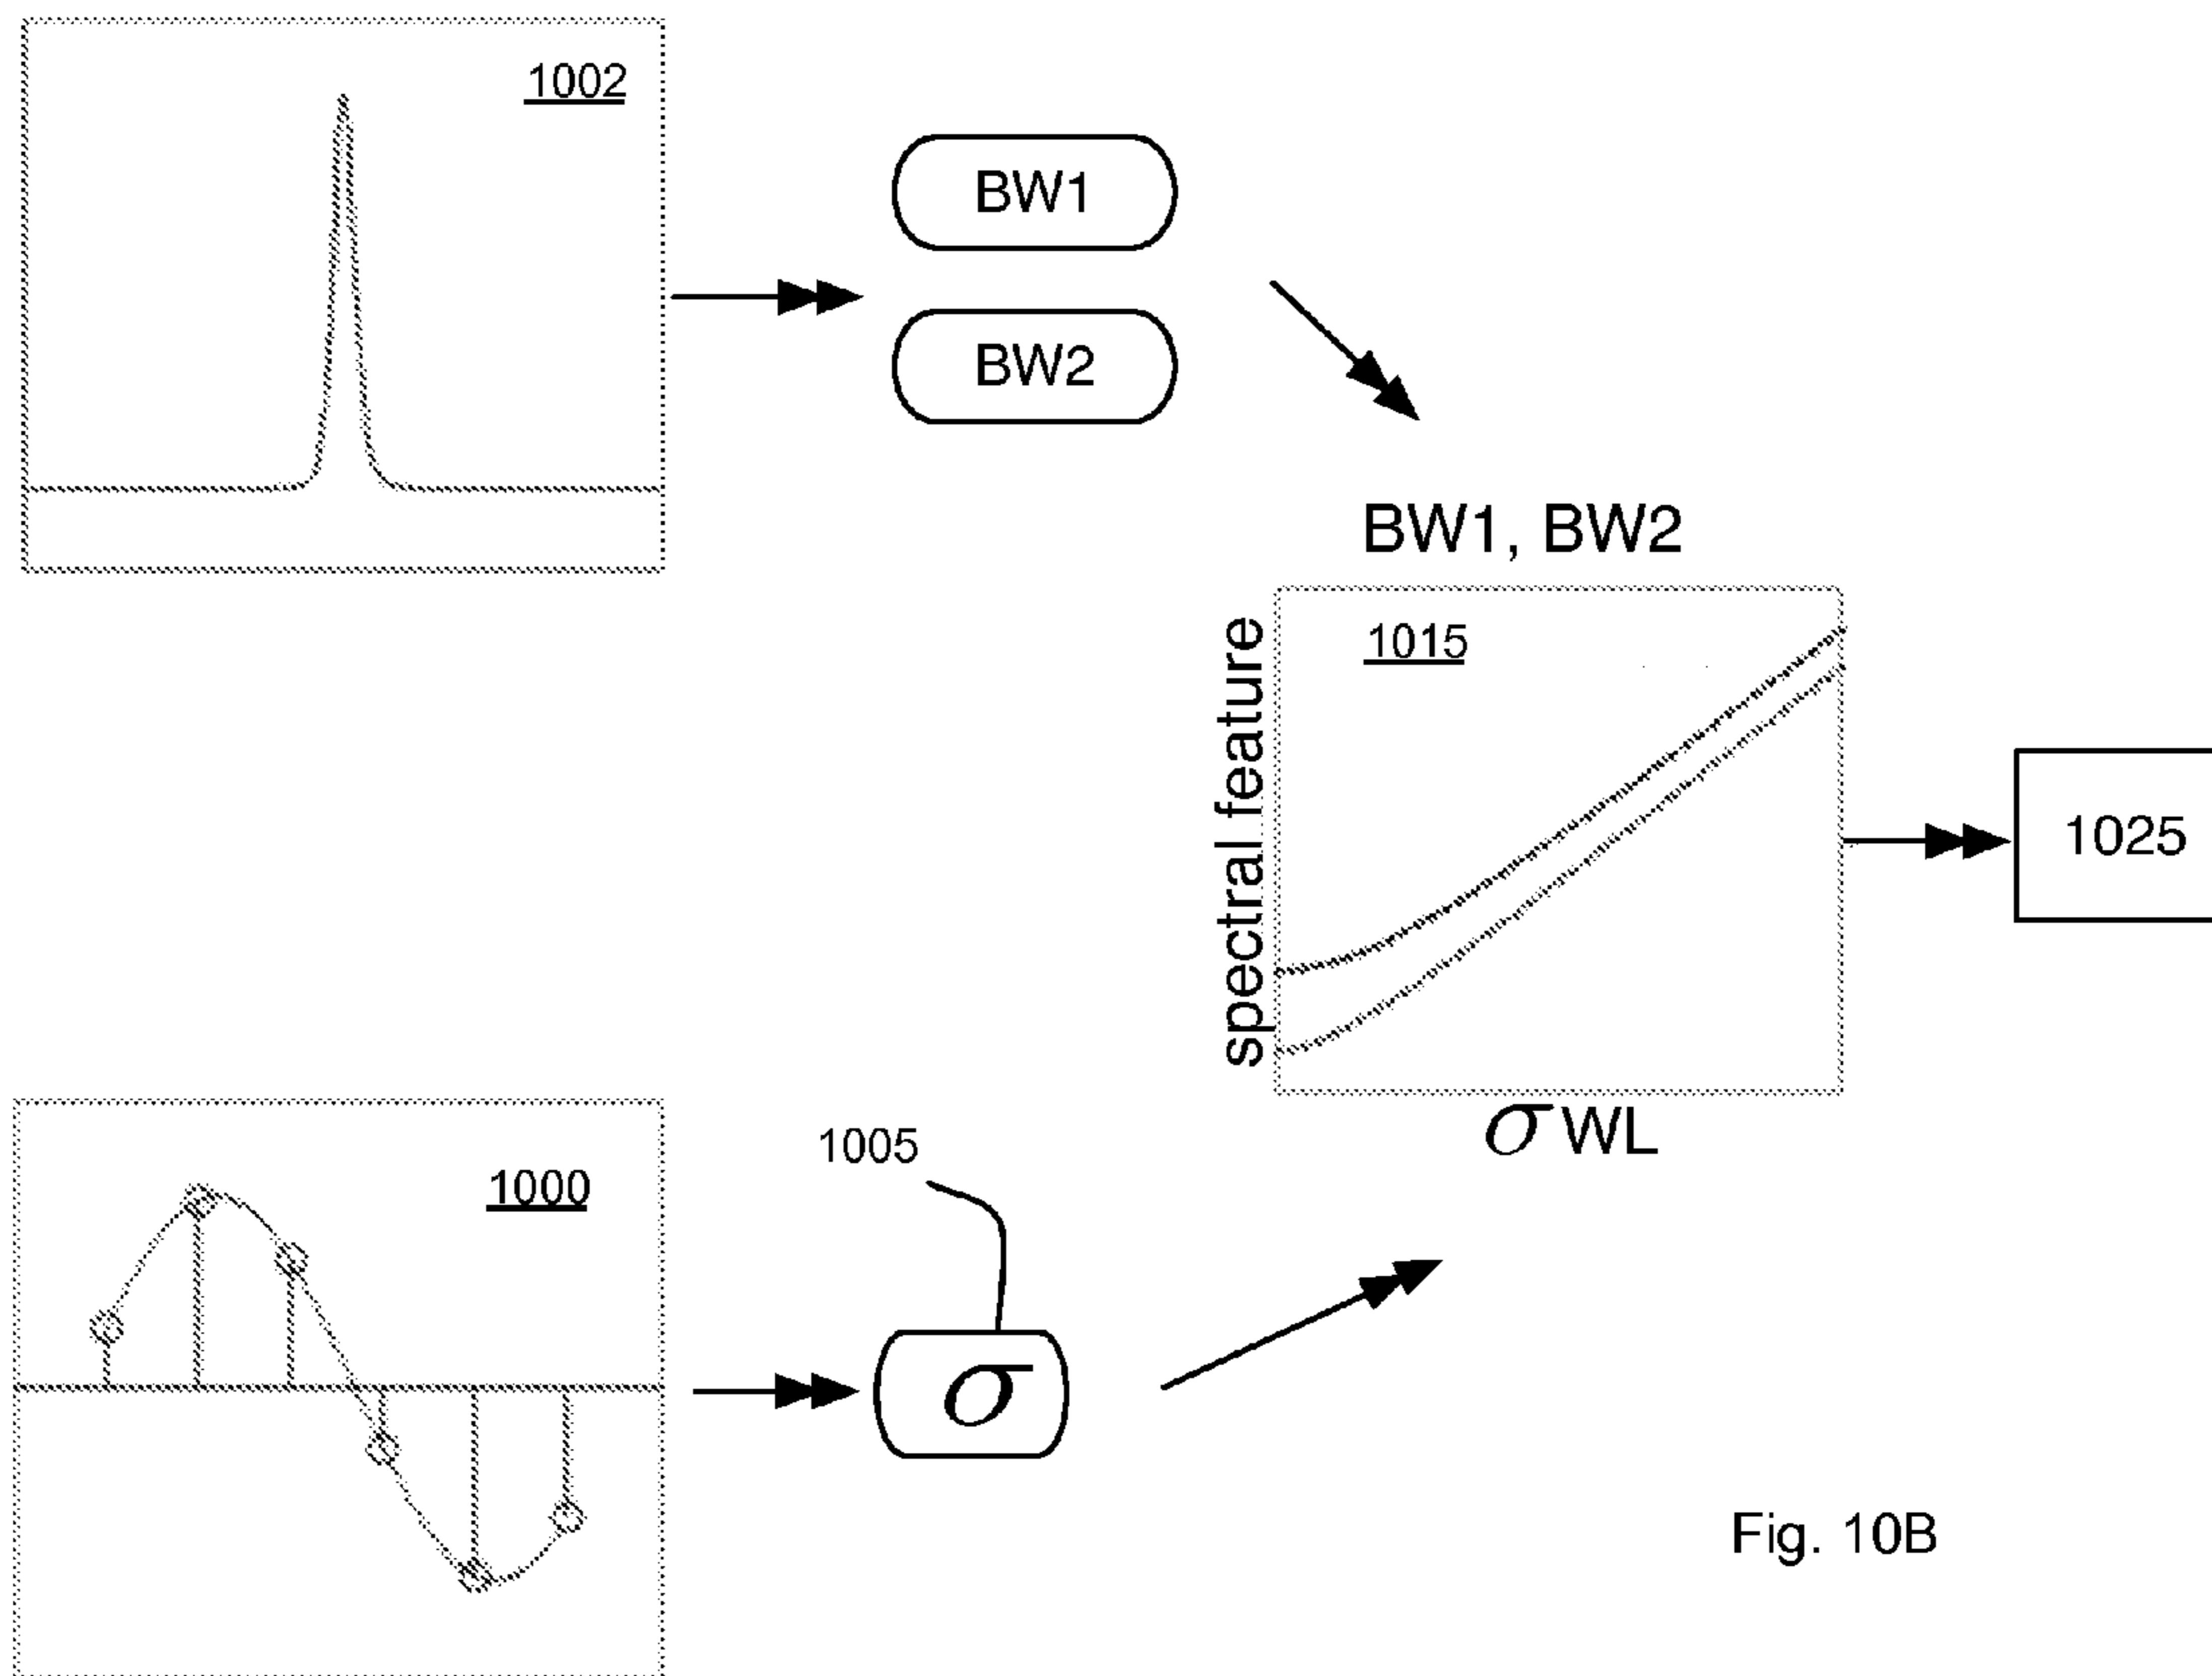 1002
BW1
BW2
BW1, BW2
spectral feature
1015
1025
σ WL
1005
1000
σ
Fig. 10B